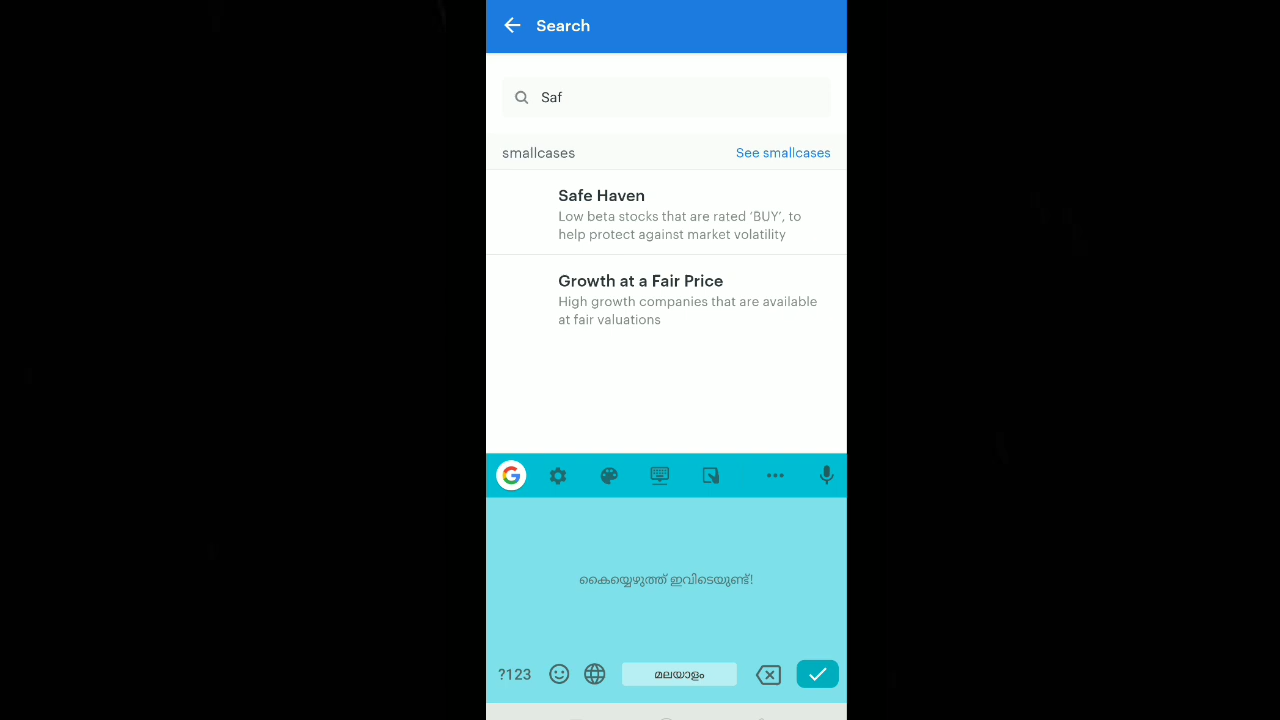 Search
Saf
smallcases
See smallcases
Safe Haven
Low beta stocks that are rated ‘BUY’, to
help protect against market volatility
Growth at a Fair Price
High growth companies that are available
at fair valuations
കൈയ്യെഴുത്ത് ഇവിടെയുണ്ട്!
?123
മലയാളം